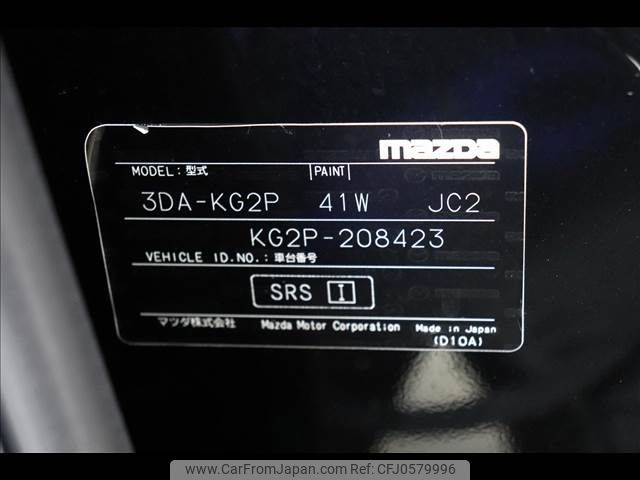 mazda
MODEL: 型式 PAINT
3DA-KG2P 41W JC2
KG2P-208423
VEHICLE ID.NO.: 車台番号
SRS I
マツダ株式会社 Mazda Motor Corporation Made in Japan
(D10A)
www.CarFromJapan.com, CFJ0579996